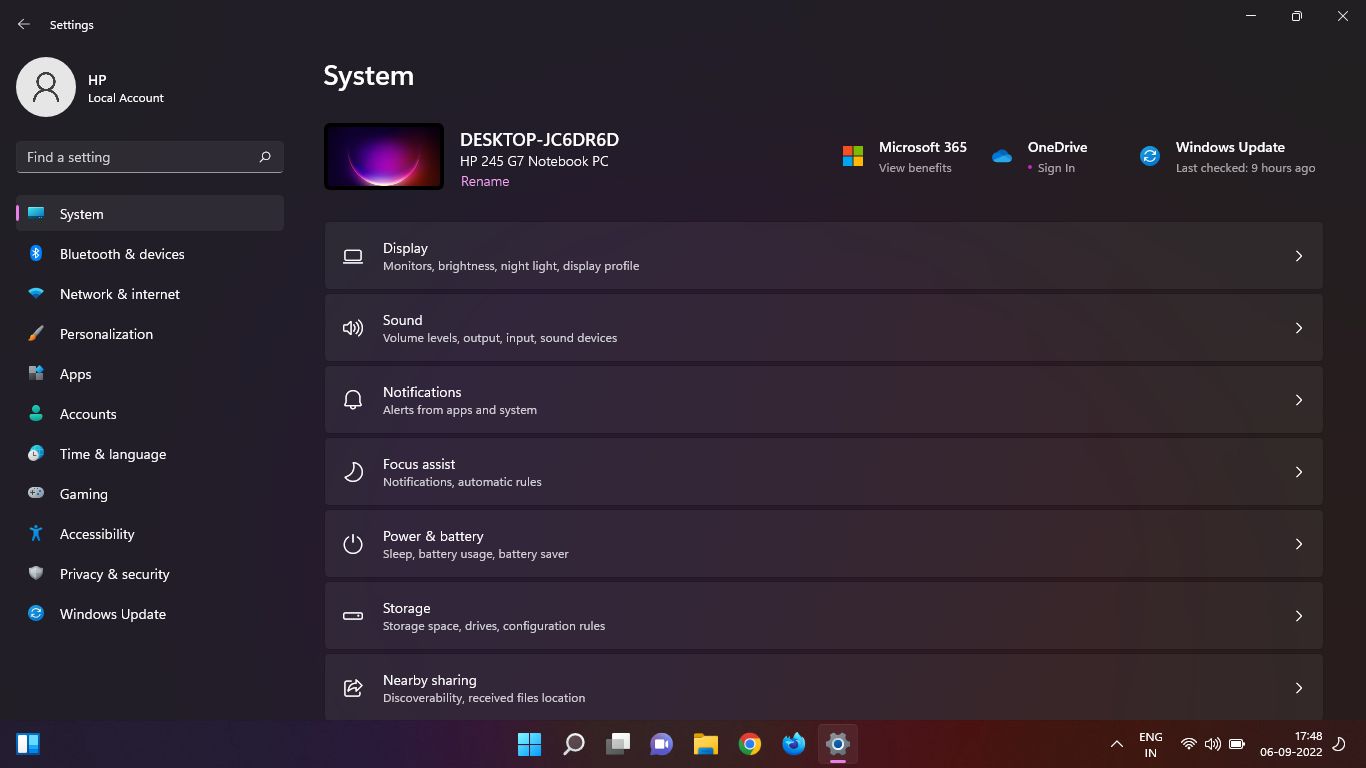 Settings
HP
Local Account
Find a setting
System
Bluetooth & devices
Network & internet
Personalization
Apps
Accounts
Time & language
Gaming
Accessibility
Privacy & security
Windows Update
System
DESKTOP-JC6DR6D
HP 245 G7 Notebook PC
Rename
Microsoft 365
View benefits
OneDrive
• Sign In
Windows Update
Last checked: 9 hours ago
Display
Monitors, brightness, night light, display profile
Sound
Volume levels, output, input, sound devices
Notifications
Alerts from apps and system
Focus assist
Notifications, automatic rules
Power & battery
Sleep, battery usage, battery saver
Storage
Storage space, drives, configuration rules
Nearby sharing
Discoverability, received files location
ENG
IN
17:48
06-09-2022